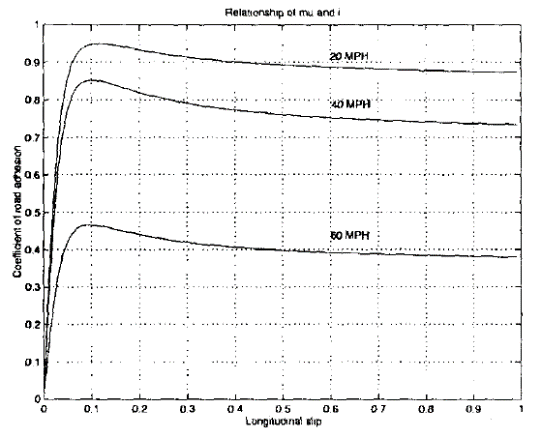 Relationship of mu and i
1
0.9
0.8
0.7
0.6
0.5
0.4
0.3
0.2
0.1
0
Coefficient of road adhesion
20 MPH
40 MPH
60 MPH
0 0.1 0.2 0.3 0.4 0.5 0.6 0.7 0.8 0.9 1
Longitudinal slip